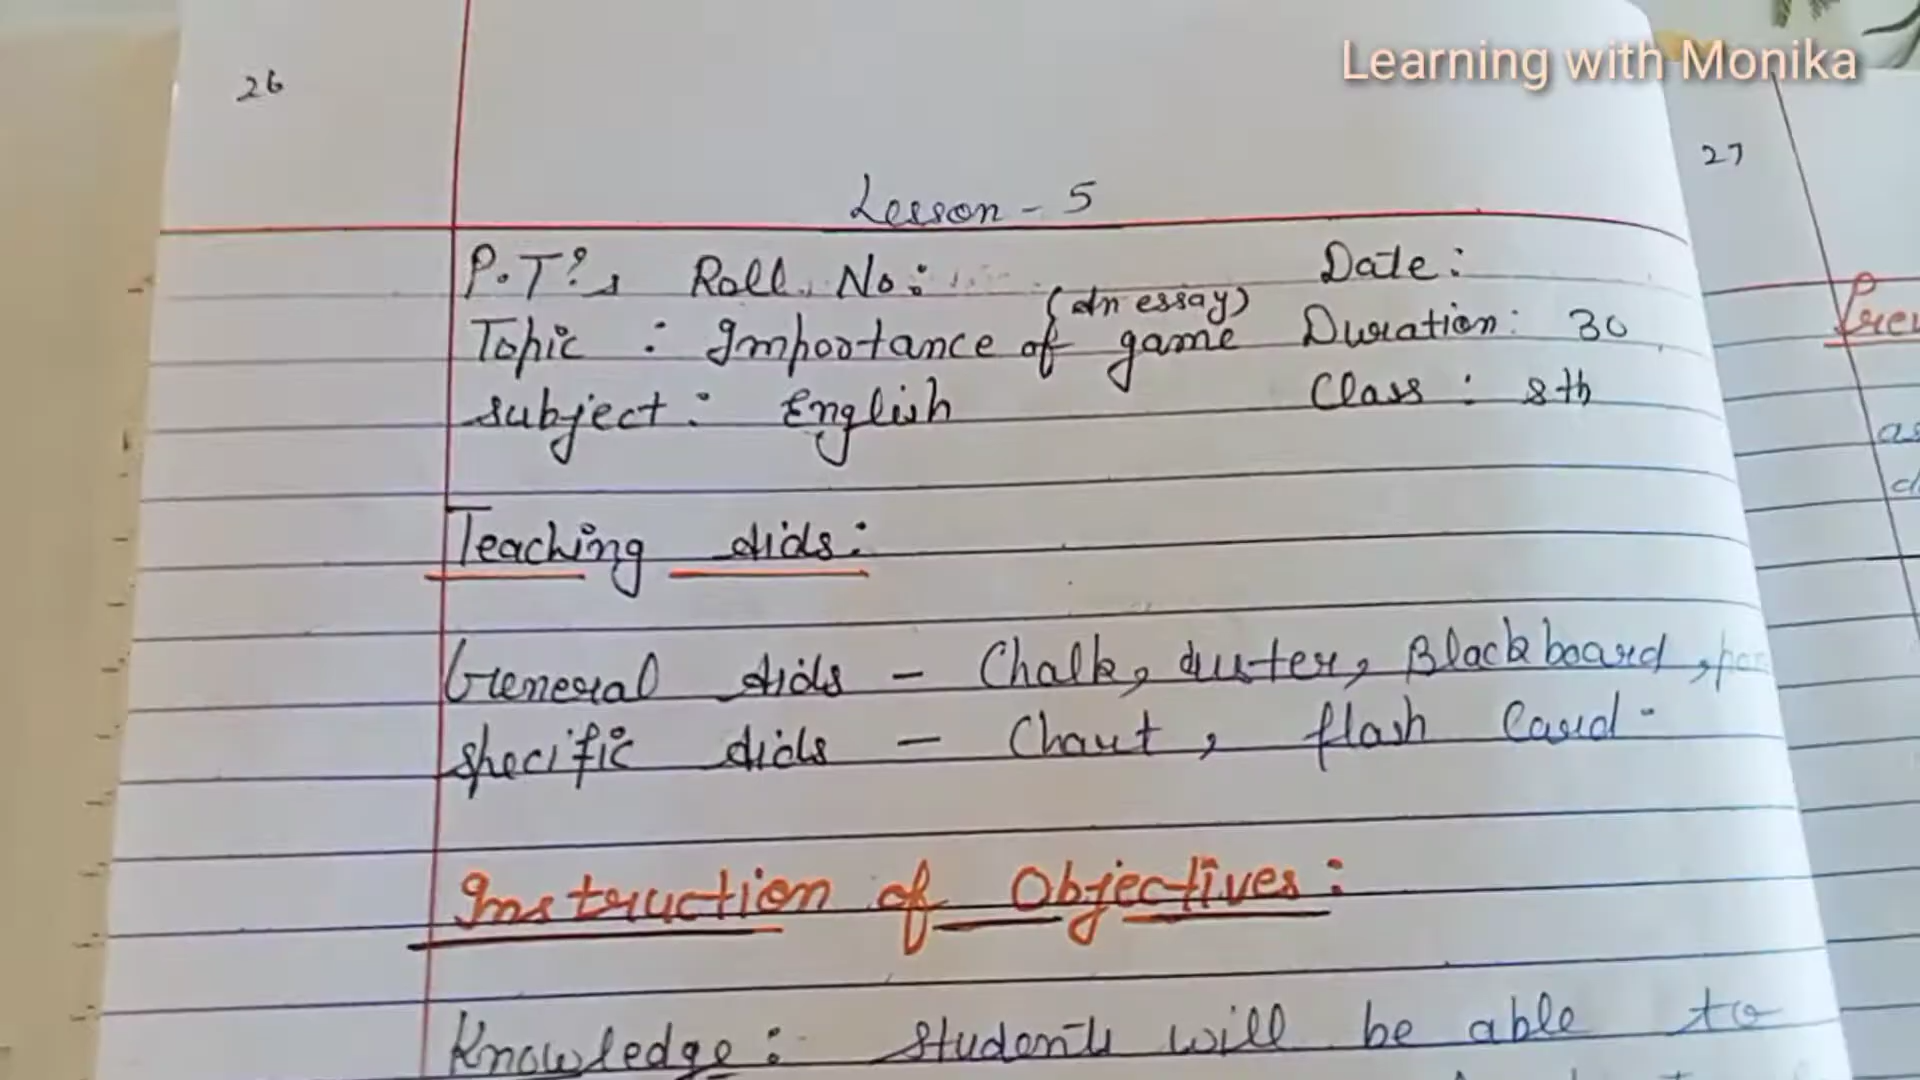 Learning with Monika
26
27
Lesson - 5
P.T's Roll. No:
Date:
(An essay)
Topic : Importance of game Duration: 30
subject: English Class : 8th
Teaching Aids:
General Aids - Chalk, duster, Blackboard,
specific Aids - Chart, flash Card.
Instruction of Objectives:
Knowledge: Students will be able to